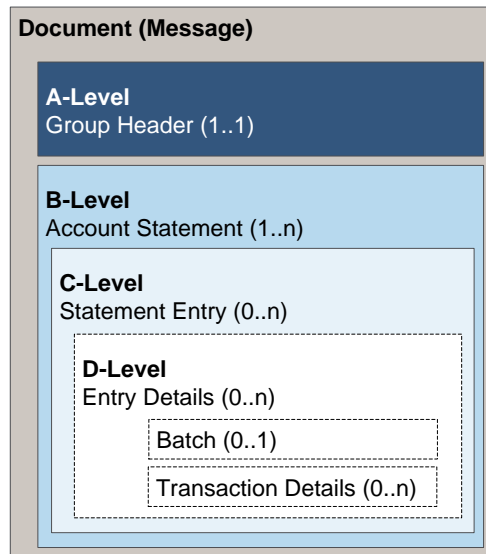 Document (Message)
A-Level
Group Header (1..1)
B-Level
Account Statement (1..n)
C-Level
Statement Entry (0..n)
D-Level
Entry Details (0..n)
Batch (0..1)
Transaction Details (0..n)